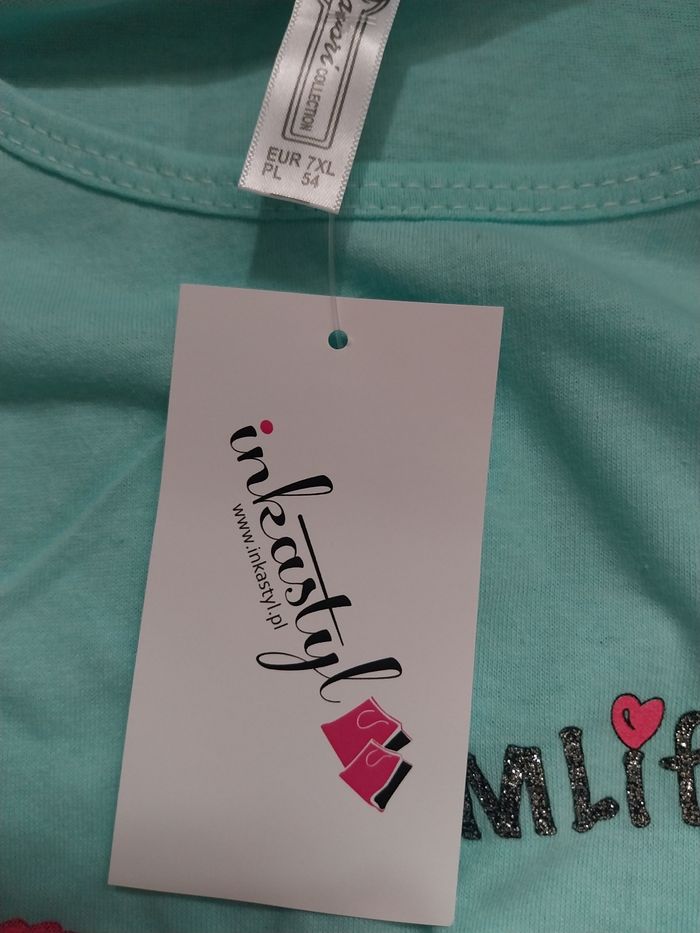 COLLECTION
EUR 7XL
PL 54
inkastyl
www.inkastyl.pl
MLif